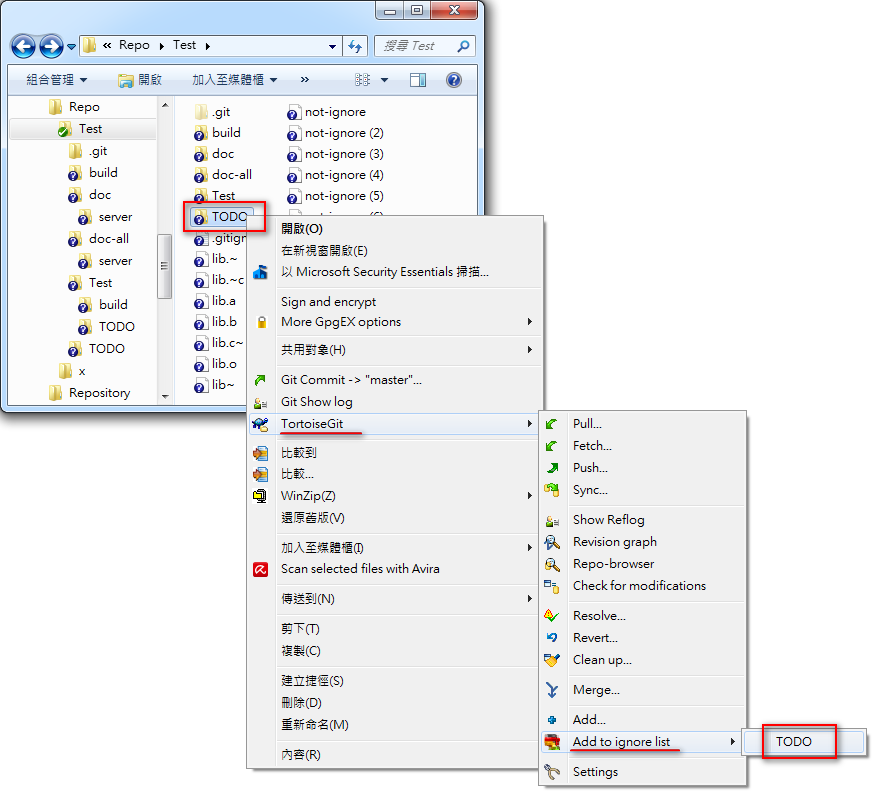 « Repo ▸ Test ▸
搜尋 Test
組合管理 ▼ 開啟 加入至媒體櫃 ▼ »
Repo
Test
.git
build
doc
server
doc-all
server
Test
build
TODO
TODO
x
Repository
.git
build
doc
doc-all
Test
TODO
lib.~
lib.~c
lib.a
lib.b
lib.c~
lib.o
lib~
not-ignore
not-ignore (2)
not-ignore (3)
not-ignore (4)
not-ignore (5)
開啟(O)
在新視窗開啟(E)
以 Microsoft Security Essentials 掃描...
Sign and encrypt
More GpgEX options
共用對象(H)
Git Commit -> "master"...
Git Show log
TortoiseGit
比較到
比較...
WinZip(Z)
還原舊版(V)
加入至媒體櫃(I)
Scan selected files with Avira
傳送到(N)
剪下(T)
複製(C)
建立捷徑(S)
刪除(D)
重新命名(M)
內容(R)
Pull...
Fetch...
Push...
Sync...
Show Reflog
Revision graph
Repo-browser
Check for modifications
Resolve...
Revert...
Clean up...
Merge...
Add...
Add to ignore list
Settings
TODO